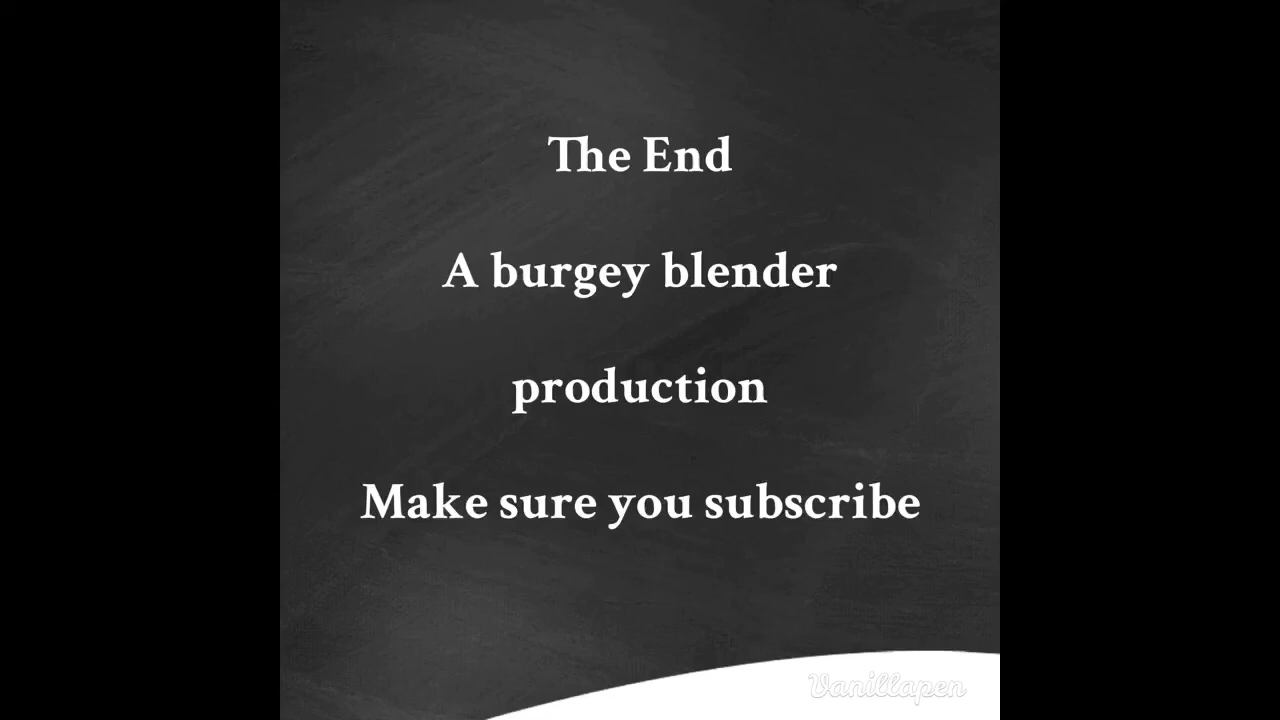 The End
A burgey blender
production
Make sure you subscribe
Vanillapen